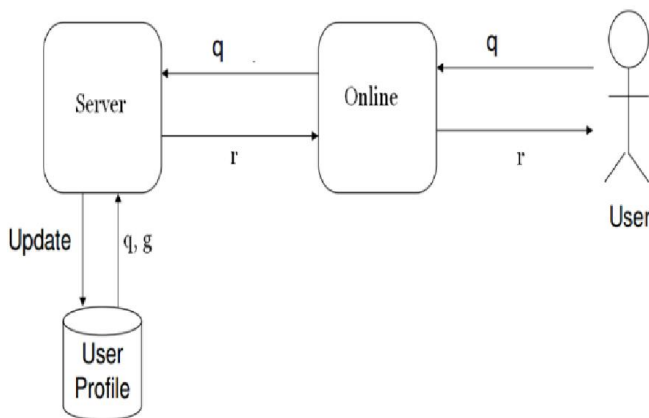 q
q
Server
Online
r
r
User
Update
q, g
User
Profile